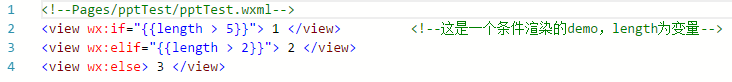 1 <!--Pages/pptTest/pptTest.wxml-->
2 <view wx:if="{{length > 5}}"> 1 </view> <!--这是一个条件渲染的demo，length为变量-->
3 <view wx:elif="{{length > 2}}"> 2 </view>
4 <view wx:else> 3 </view>